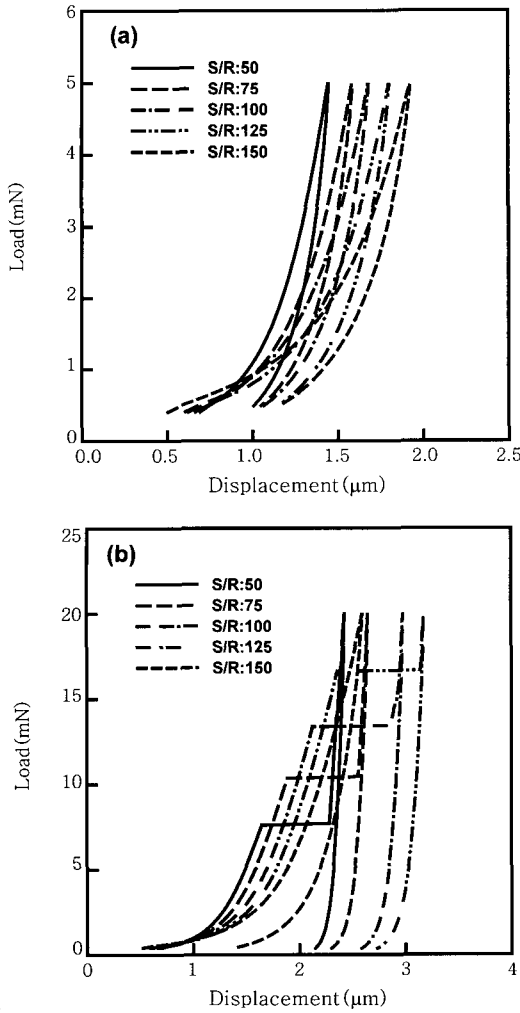 (a)
S/R:50
S/R:75
S/R:100
S/R:125
S/R:150
Load(mN)
6
5
4
3
2
1
0
0.0 0.5 1.0 1.5 2.0 2.5
Displacement(μm)
(b)
S/R:50
S/R:75
S/R:100
S/R:125
S/R:150
Load(mN)
25
20
15
10
5
0
0 1 2 3 4
Displacement(μm)